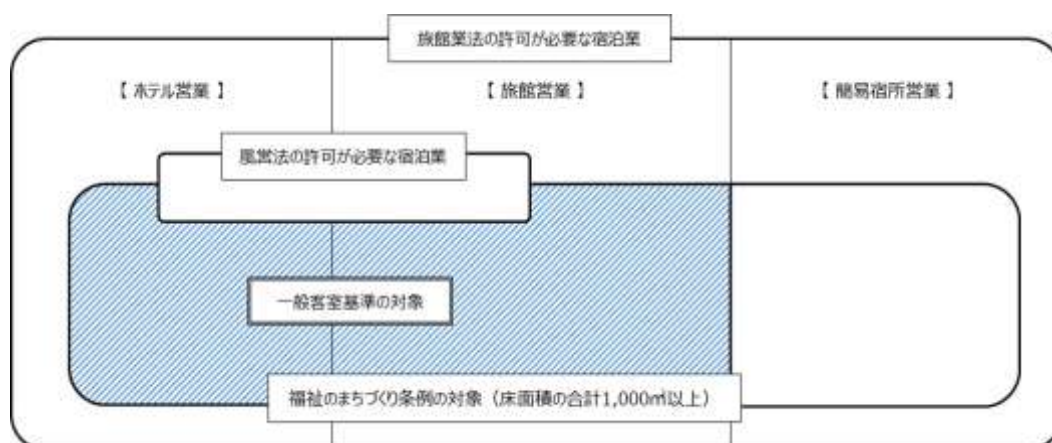 旅館業法の許可が必要な宿泊業
【 ホテル営業 】
【 旅館営業 】
【 簡易宿所営業 】
風営法の許可が必要な宿泊業
一般客室基準の対象
福祉のまちづくり条例の対象（床面積の合計1,000㎡以上）